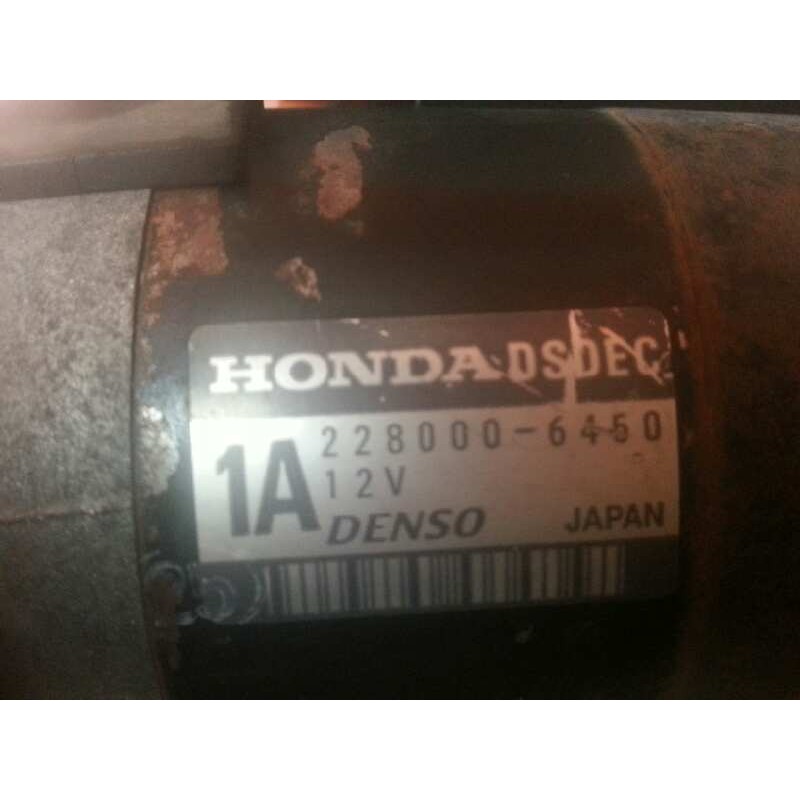 HONDA DSDEC
1A 228000-6450
12V
DENSO JAPAN